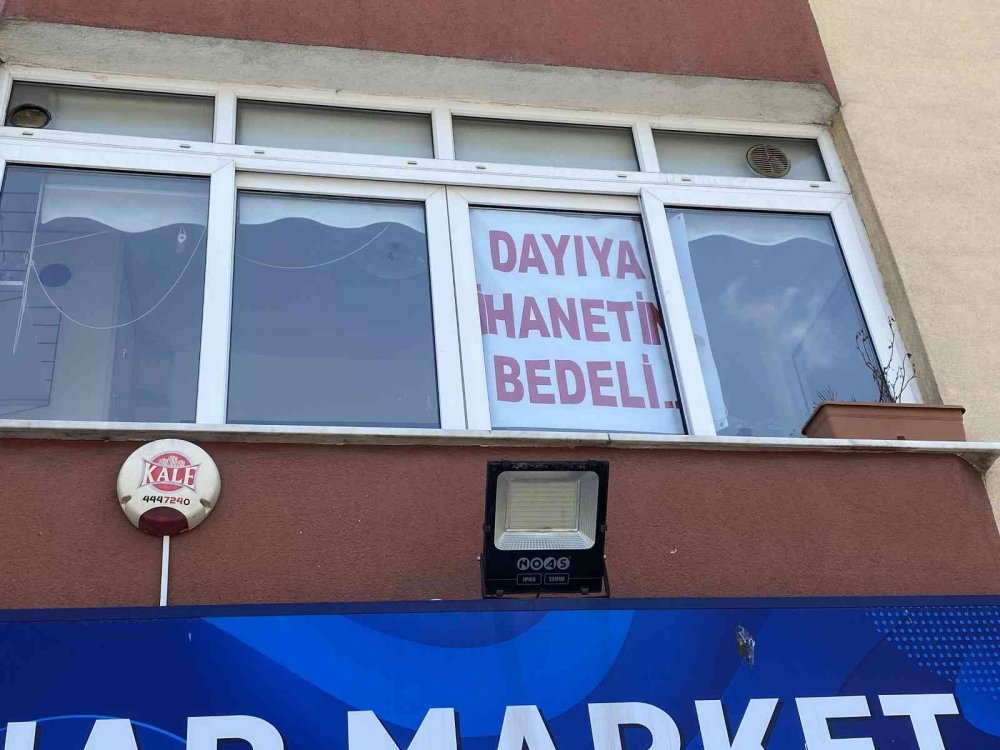 DAYIYA
İHANETİN
BEDELİ...
KALE
4447240
NOAS
IP65 150W
MARKET